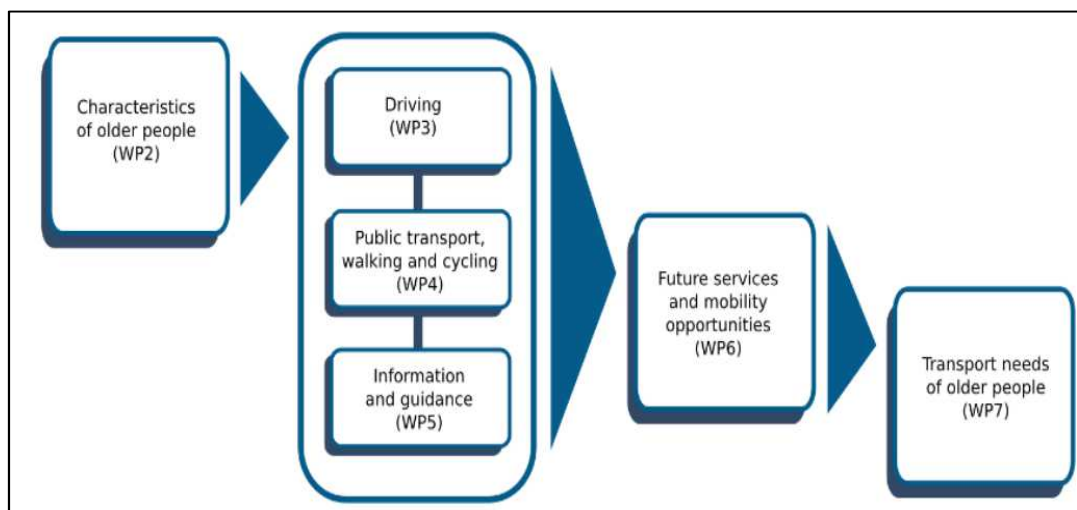 Characteristics
of older people
(WP2)
Driving
(WP3)
Public transport,
walking and cycling
(WP4)
Information
and guidance
(WP5)
Future services
and mobility
opportunities
(WP6)
Transport needs
of older people
(WP7)